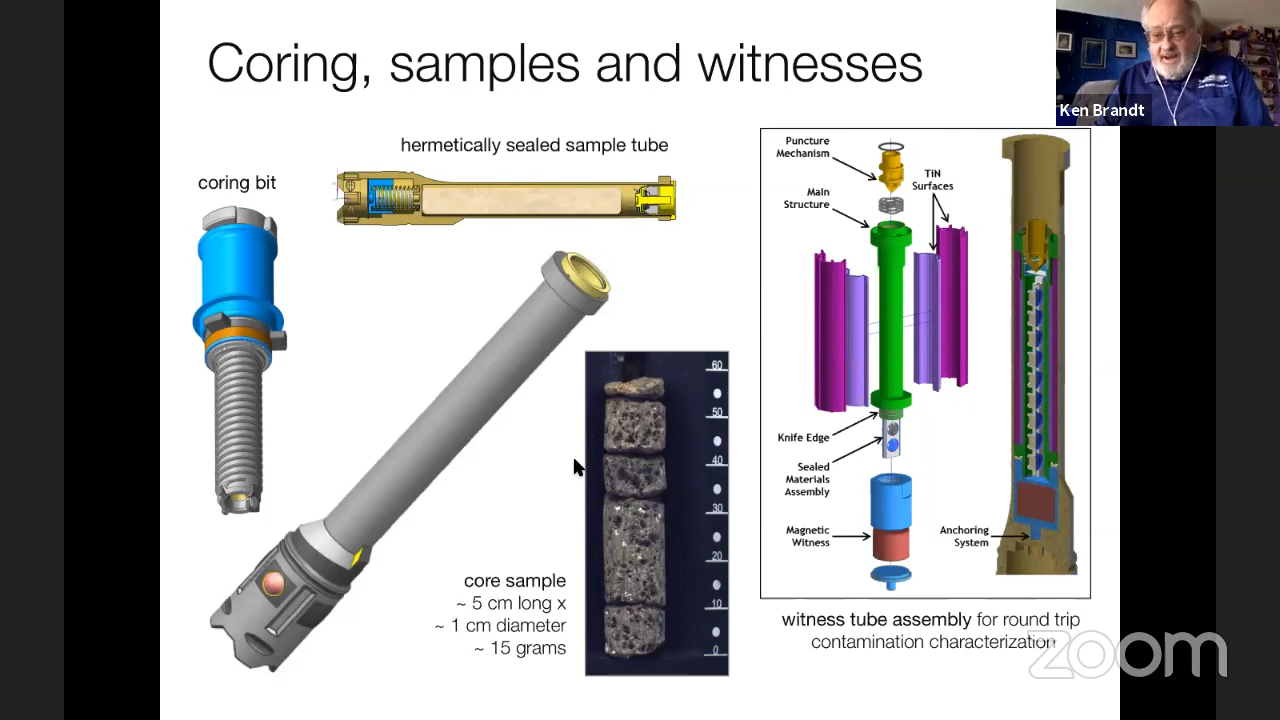 Coring, samples and witnesses
Ken Brandt
hermetically sealed sample tube
coring bit
Puncture
Mechanism
Main
Structure
TiN
Surfaces
Knife Edge
Sealed
Materials
Assembly
Magnetic
Witness
Anchoring
System
60
50
40
30
20
10
0
core sample
~ 5 cm long x
~ 1 cm diameter
~ 15 grams
witness tube assembly for round trip
contamination characterization
zoom